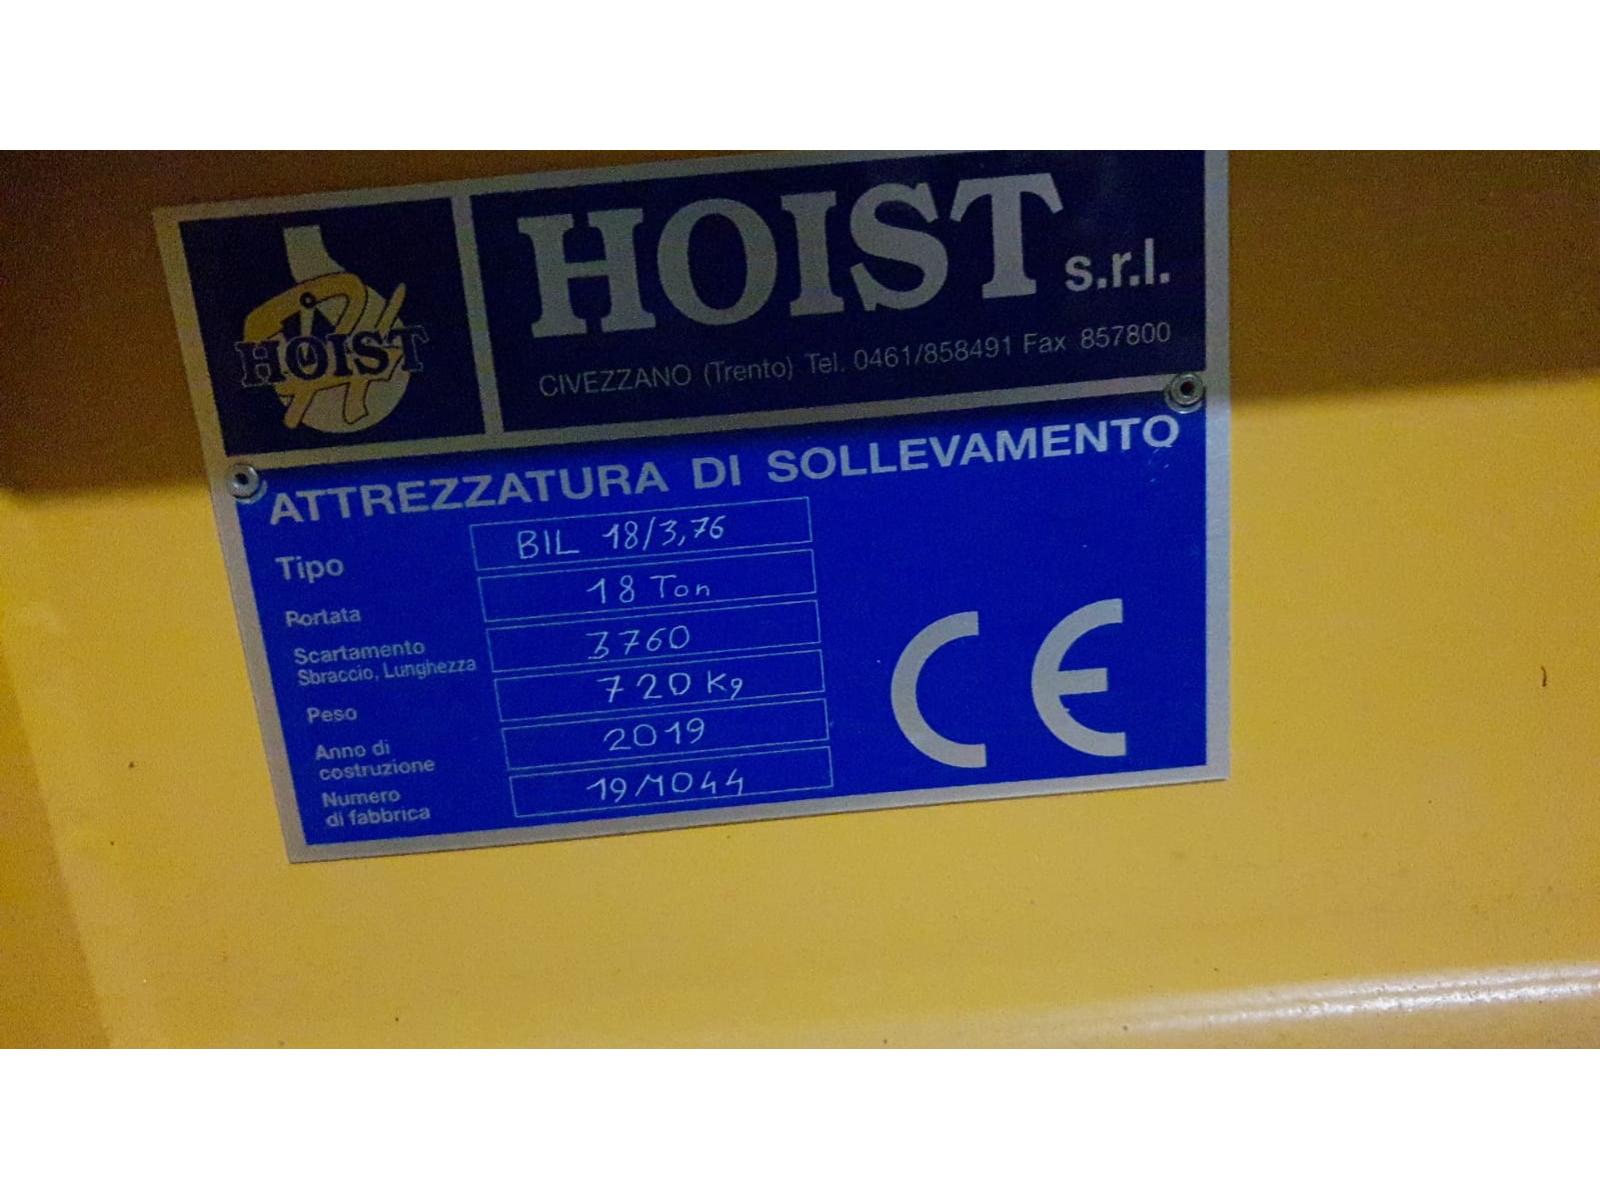 HOIST
HOIST s.r.l.
CIVEZZANO (Trento) Tel. 0461/858491 Fax 857800
ATTREZZATURA DI SOLLEVAMENTO
Tipo BIL 18/3,76
Portata 18 Ton
Scartamento
Sbraccio, Lunghezza 3760
Peso 720 Kg
Anno di
costruzione 2019
Numero
di fabbrica 19/1044
CE